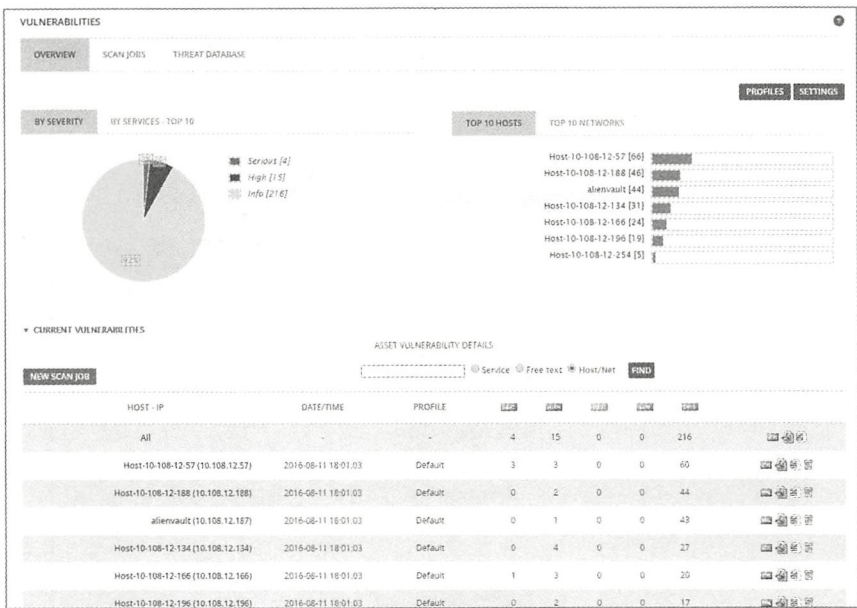 VULNERABILITIES
OVERVIEW SCAN JOBS THREAT DATABASE
PROFILES SETTINGS
BY SEVERITY BY SERVICES - TOP 10
TOP 10 HOSTS TOP 10 NETWORKS
Serious [4]
High [15]
Info [216]
Host-10-108-12-57 [66]
Host-10-108-12-188 [46]
alienvault [44]
Host-10-108-12-134 [31]
Host-10-108-12-166 [24]
Host-10-108-12-196 [19]
Host-10-108-12-254 [5]
CURRENT VULNERABILITIES
ASSET VULNERABILITY DETAILS
NEW SCAN JOB
Service Free text Host/Net FIND
HOST - IP DATE/TIME PROFILE
All - - 4 15 0 0 216
Host-10-108-12-57 (10.108.12.57) 2016-08-11 18:01:03 Default 3 3 0 0 60
Host-10-108-12-188 (10.108.12.188) 2016-08-11 18:01:03 Default 0 2 0 0 44
alienvault (10.108.12.187) 2016-08-11 18:01:03 Default 0 1 0 0 43
Host-10-108-12-134 (10.108.12.134) 2016-08-11 18:01:03 Default 0 4 0 0 27
Host-10-108-12-166 (10.108.12.166) 2016-08-11 18:01:03 Default 1 3 0 0 20
Host-10-108-12-196 (10.108.12.196) 2016-08-11 18:01:03 Default 0 2 0 0 17